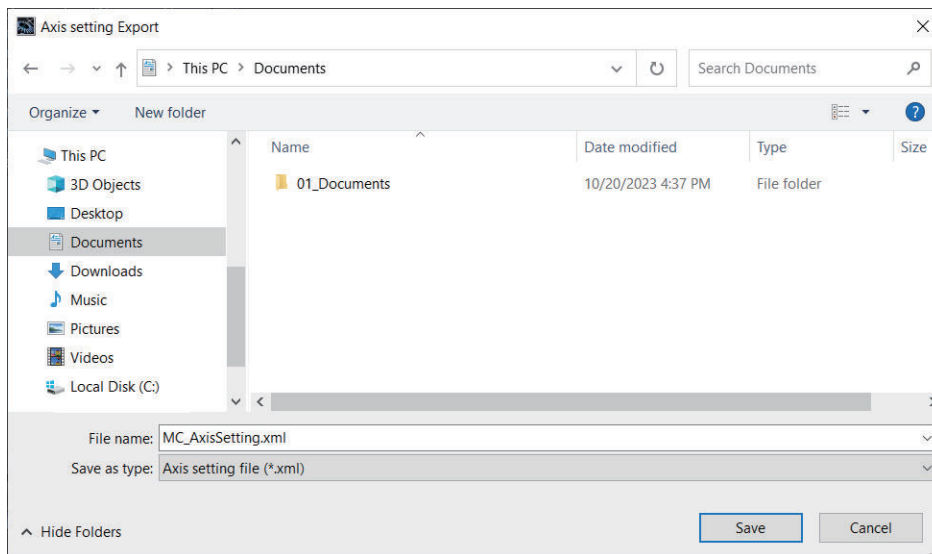 Axis setting Export
This PC > Documents
Search Documents
Organize
New folder
?
Name
Date modified
Type
Size
This PC
3D Objects
Desktop
Documents
Downloads
Music
Pictures
Videos
Local Disk (C:)
01_Documents
10/20/2023 4:37 PM
File folder
File name: MC_AxisSetting.xml
Save as type: Axis setting file (*.xml)
Hide Folders
Save
Cancel